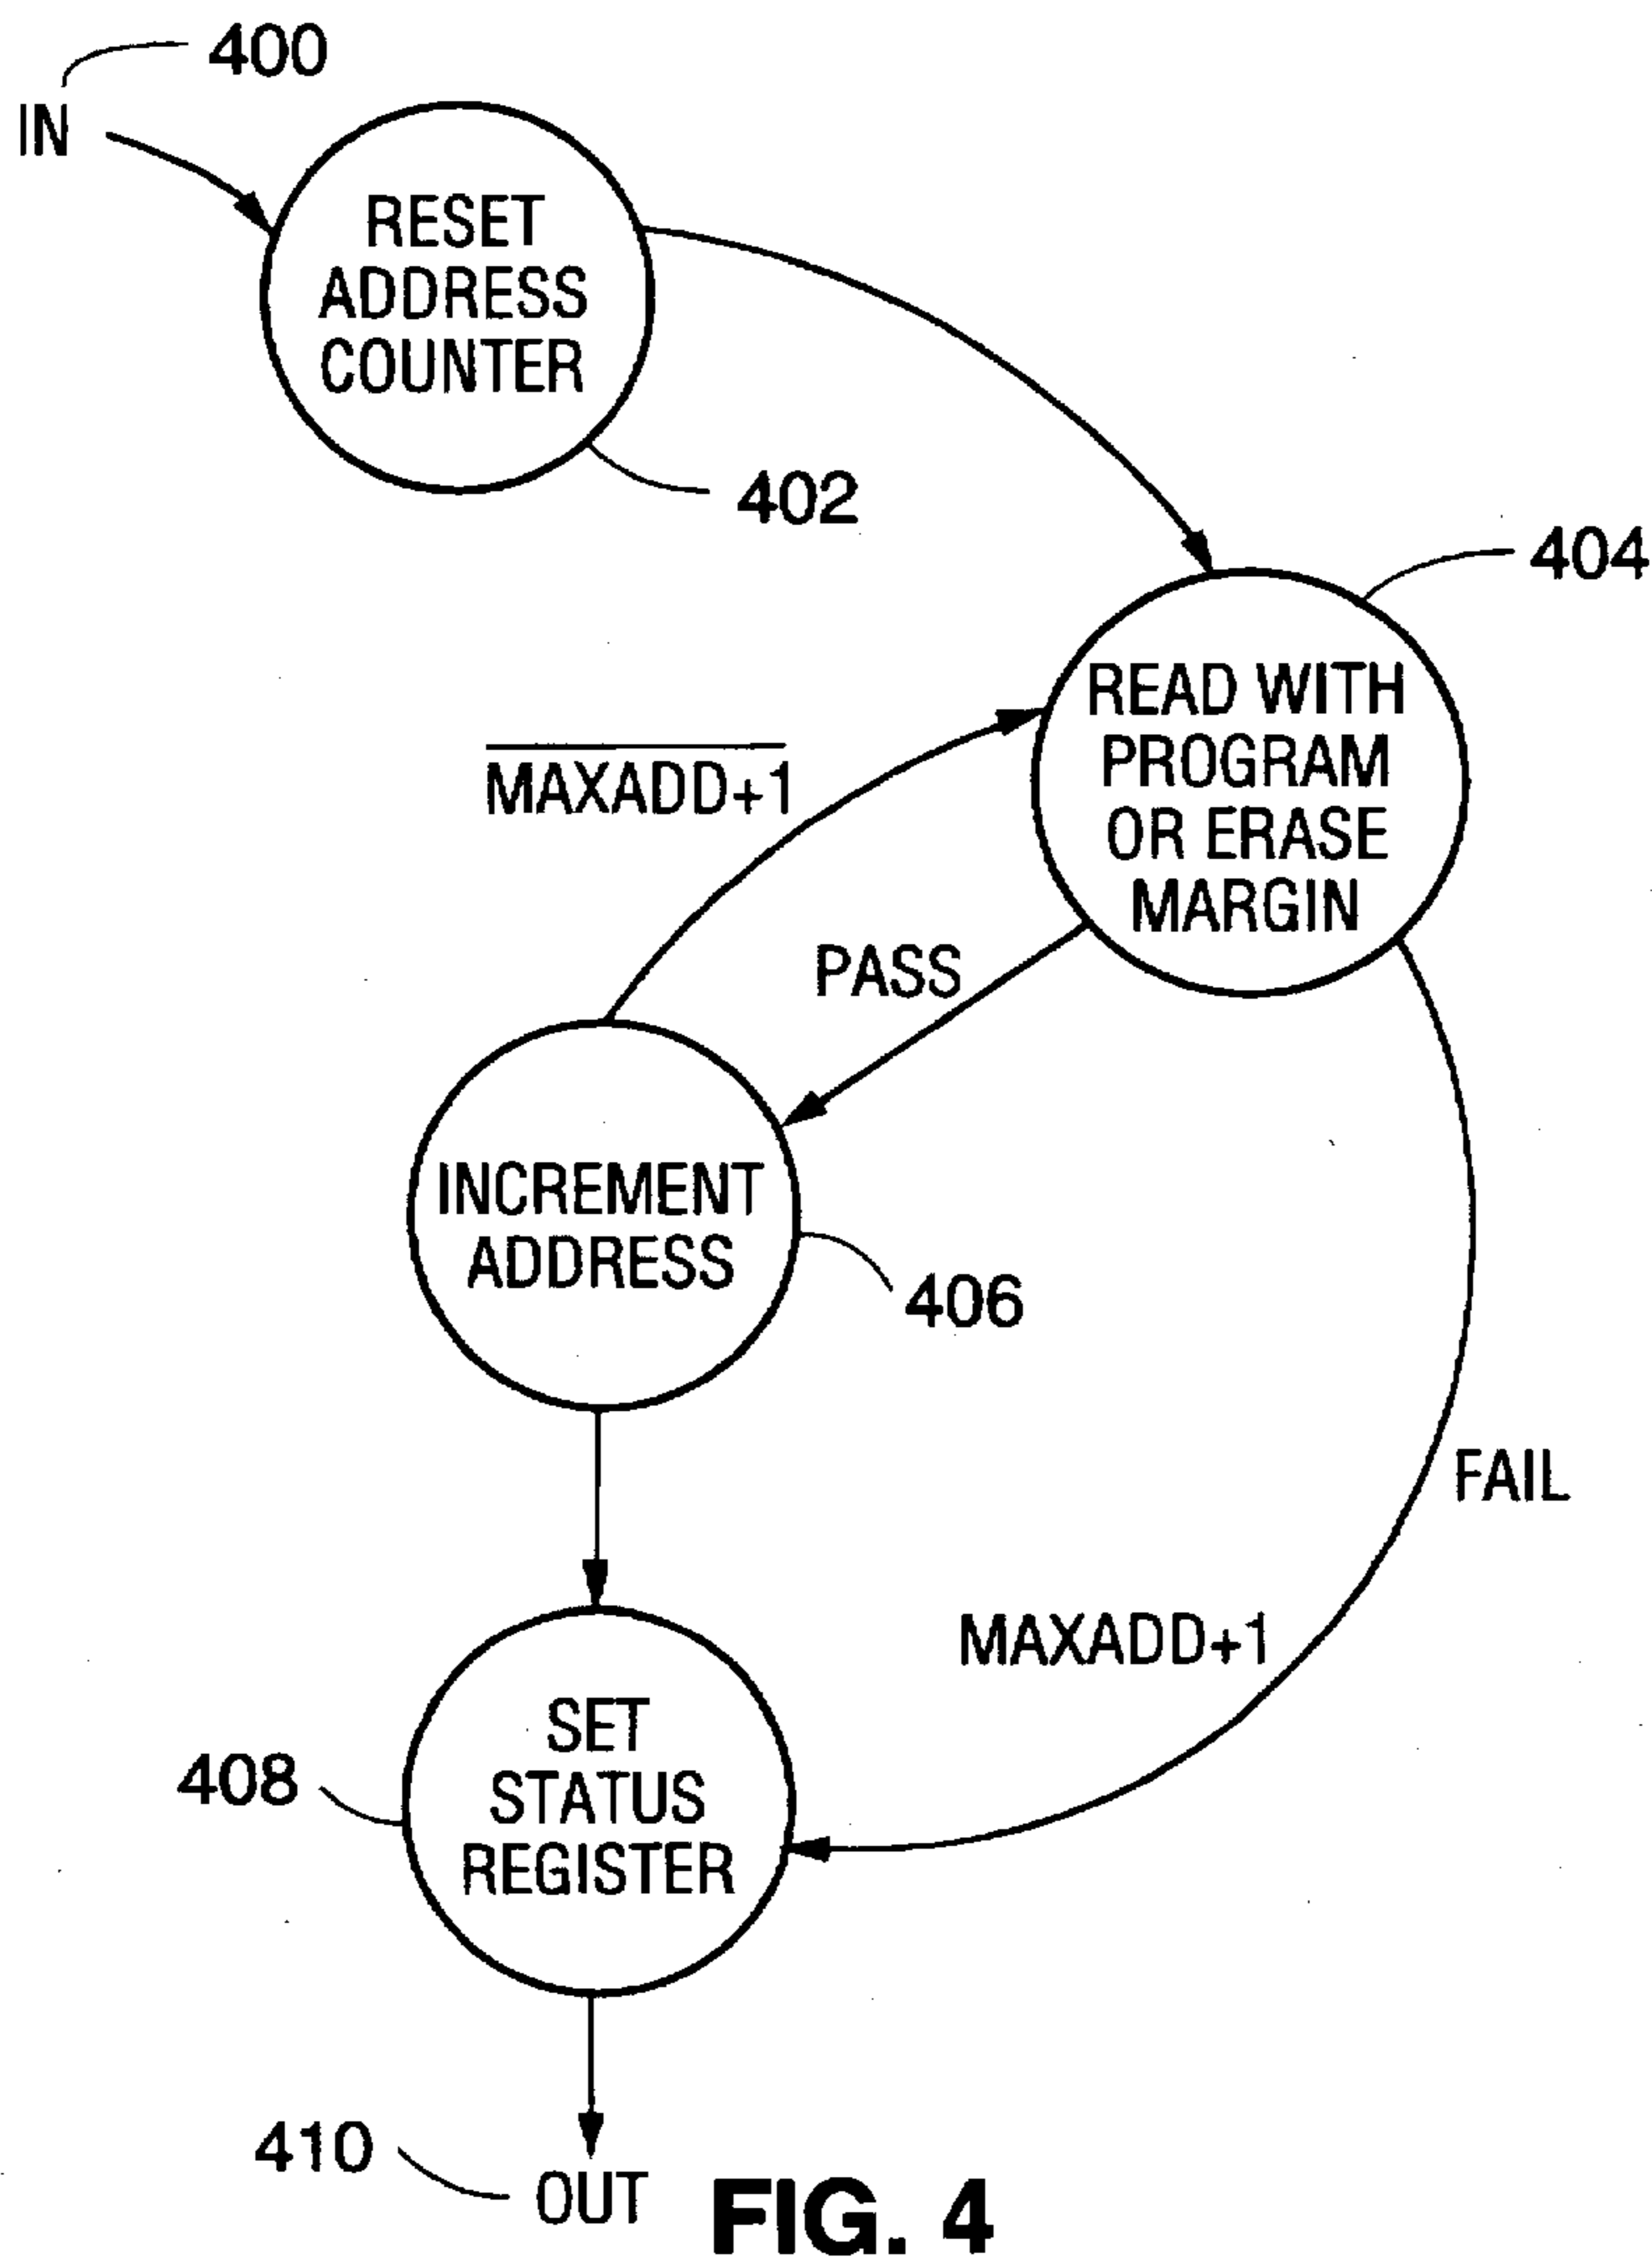 400
IN
RESET
ADDRESS
COUNTER
402
404
READ WITH
PROGRAM
OR ERASE
MARGIN
MAXADD+1
PASS
INCREMENT
ADDRESS
406
FAIL
MAXADD+1
SET
STATUS
REGISTER
408
410
OUT
FIG. 4